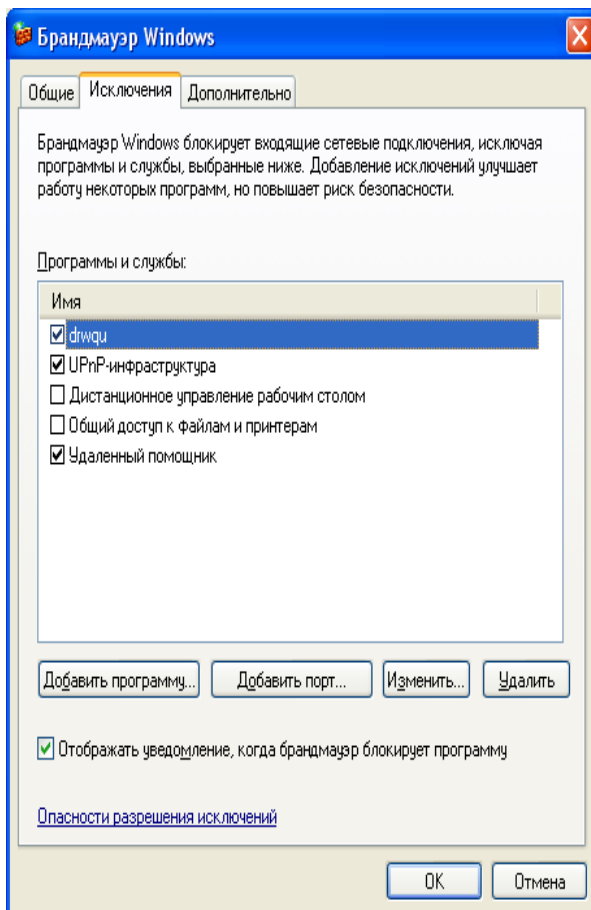 Брандмауэр Windows
Общие Исключения Дополнительно
Брандмауэр Windows блокирует входящие сетевые подключения, исключая
программы и службы, выбранные ниже. Добавление исключений улучшает
работу некоторых программ, но повышает риск безопасности.
Программы и службы:
Имя
drwqu
UPnP-инфраструктура
Дистанционное управление рабочим столом
Общий доступ к файлам и принтерам
Удаленный помощник
Добавить программу... Добавить порт... Изменить... Удалить
Отображать уведомление, когда брандмауэр блокирует программу
Опасности разрешения исключений
OK Отмена